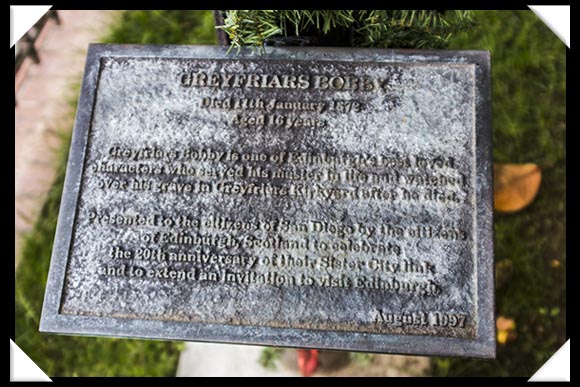 GREYFRIARS BOBBY
Died 14th January 1872
Aged 16 years
Greyfriars Bobby is one of Edinburgh's best loved
characters who served his master in life and watched
over his grave in Greyfriars Kirkyard after he died.
Presented to the citizens of San Diego by the citizens
of Edinburgh, Scotland to celebrate
the 20th anniversary of their Sister City link
and to extend an invitation to visit Edinburgh.
August 1997